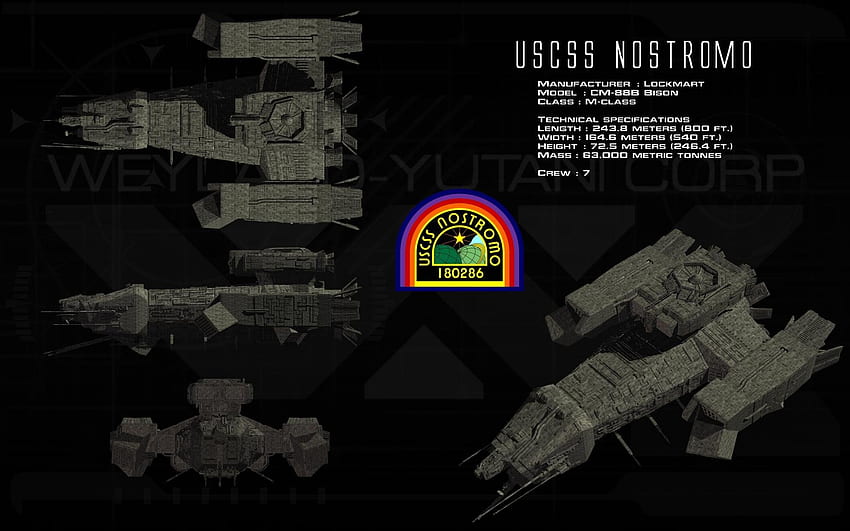 USCSS NOSTROMO
Manufacturer : Lockmart
Model : CM-88B Bison
Class : M-class
Technical specifications
Length : 243.8 meters (800 ft.)
Width : 164.6 meters (540 ft.)
Height : 72.5 meters (246.4 ft.)
Mass : 63,000 metric tonnes
Crew : 7
WEYLAND-YUTANI CORP
USCSS NOSTROMO
180286